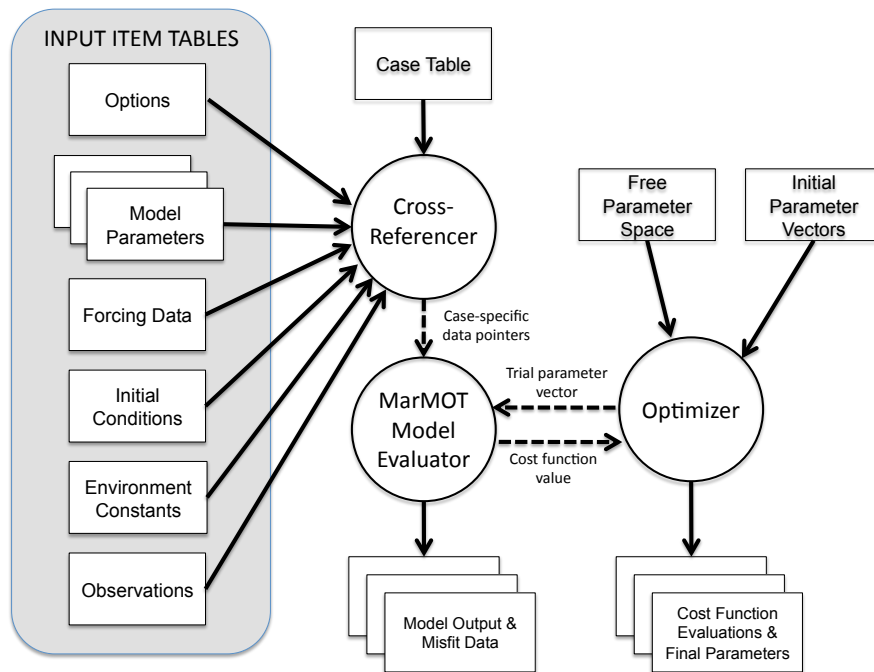 INPUT ITEM TABLES
Options
Model
Parameters
Forcing Data
Initial
Conditions
Environment
Constants
Observations
Case Table
Cross-
Referencer
Case-specific
data pointers
MarMOT
Model
Evaluator
Trial parameter
vector
Cost function
value
Free
Parameter
Space
Initial
Parameter
Vectors
Optimizer
Model Output &
Misfit Data
Cost Function
Evaluations &
Final Parameters